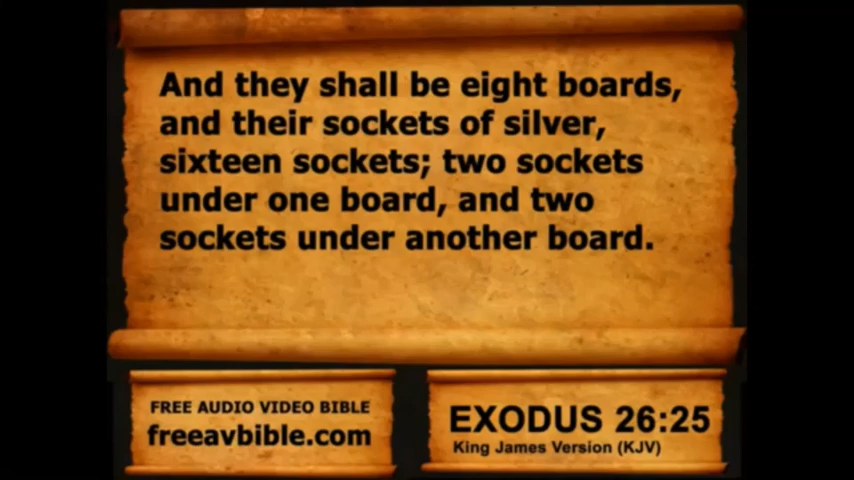 And they shall be eight boards,
and their sockets of silver,
sixteen sockets; two sockets
under one board, and two
sockets under another board.
FREE AUDIO VIDEO BIBLE
freeavbible.com
EXODUS 26:25
King James Version (KJV)